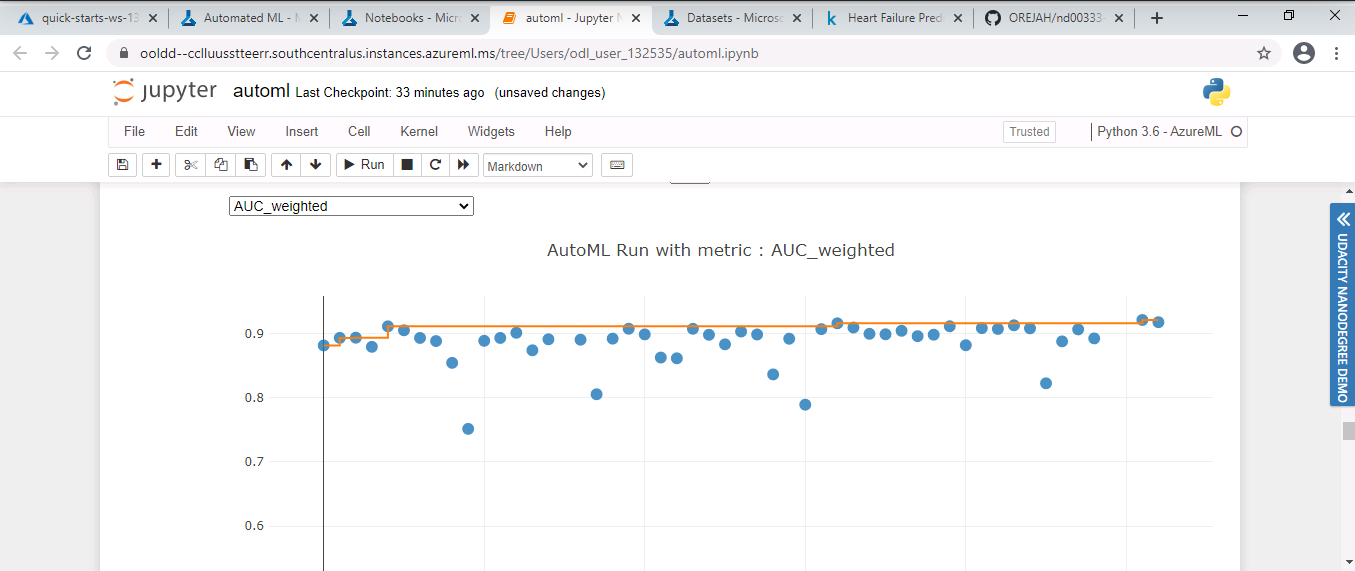 quick-starts-ws-13
Automated ML - M
Notebooks - Micro
automl - Jupyter N
Datasets - Microso
Heart Failure Pred
OREJAH/nd00333-
ooldd--cclluusstteerr.southcentralus.instances.azureml.ms/tree/Users/odl_user_132535/automl.ipynb
jupyter automl Last Checkpoint: 33 minutes ago (unsaved changes)
File Edit View Insert Cell Kernel Widgets Help Trusted Python 3.6 - AzureML
Run Markdown
AUC_weighted
AutoML Run with metric : AUC_weighted
0.9
0.8
0.7
0.6
UDACITY NANODEGREE DEMO